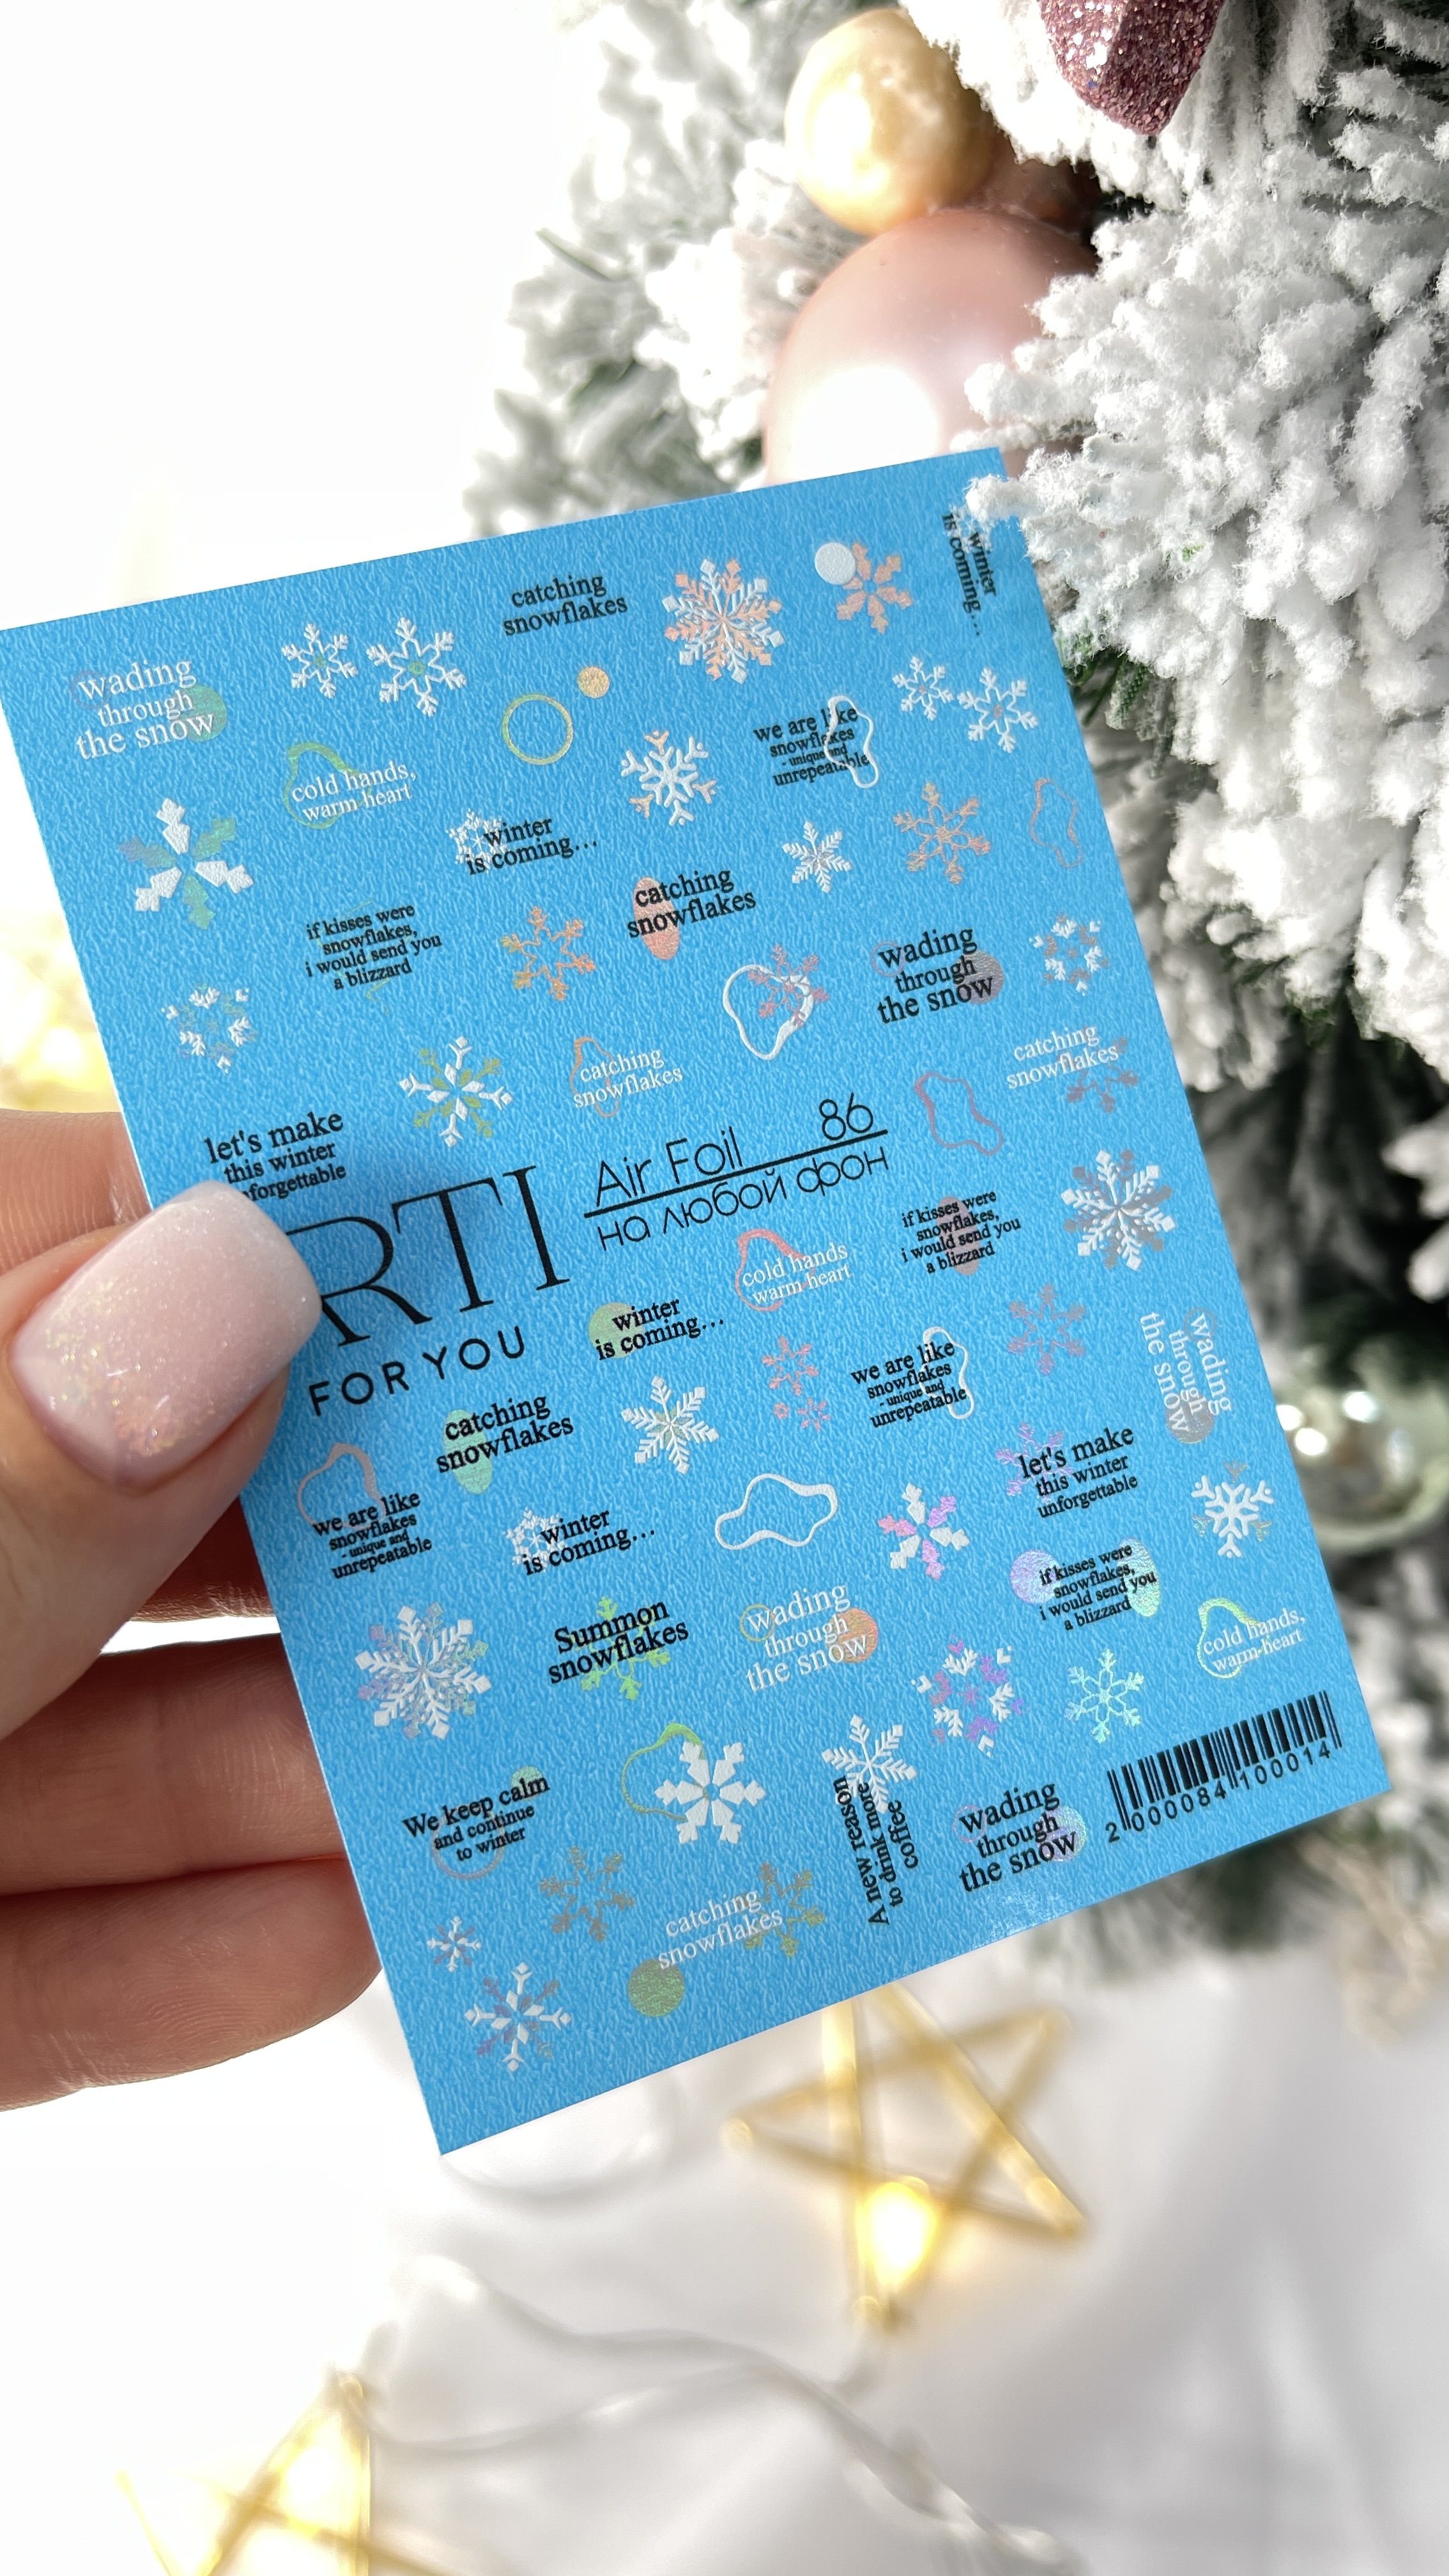 catching
snowflakes
winter
is coming...
wading
through
the snow
cold hands,
warm heart
we are like
snowflakes
- unique and
unrepeatable
winter
is coming...
catching
snowflakes
if kisses were
snowflakes,
i would send you
a blizzard
wading
through
the snow
catching
snowflakes
catching
snowflakes
let's make
this winter
unforgettable
RTI
FOR YOU
Air Foil 86
на любой фон
cold hands
warm heart
if kisses were
snowflakes,
i would send you
a blizzard
winter
is coming...
we are like
snowflakes
- unique and
unrepeatable
wading
through
the snow
catching
snowflakes
let's make
this winter
unforgettable
we are like
snowflakes
- unique and
unrepeatable
winter
is coming...
if kisses were
snowflakes,
i would send you
a blizzard
Summon
snowflakes
wading
through
the snow
cold hands,
warm heart
We keep calm
and continue
to winter
A new reason
to drink more
coffee
wading
through
the snow
2000084100014
catching
snowflakes